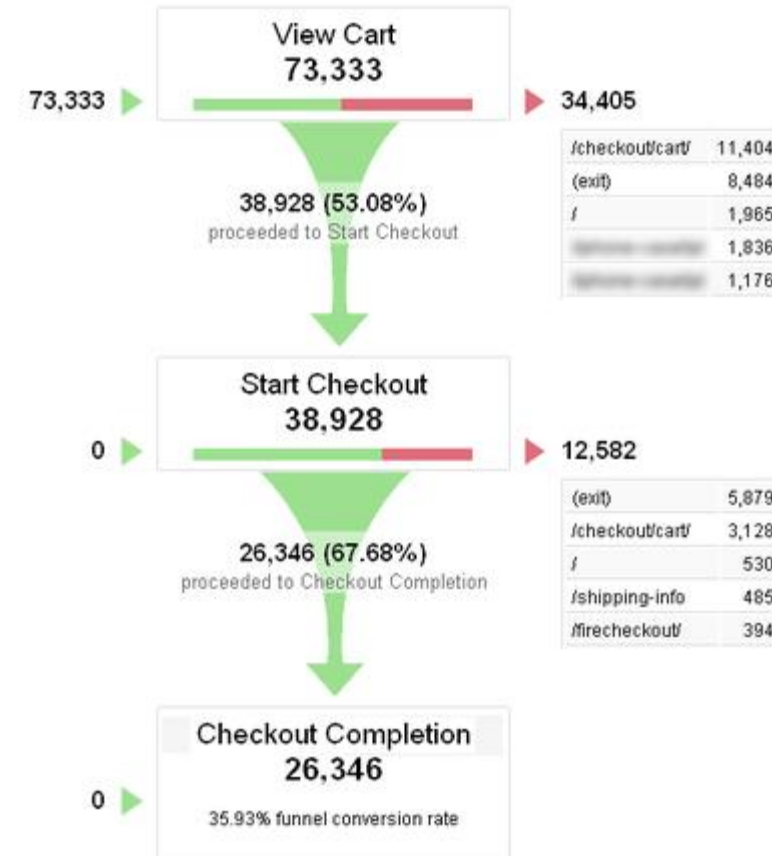 View Cart
73,333
73,333
34,405
/checkout/cart/ 11,404
(exit) 8,484
/ 1,965
1,836
1,176
38,928 (53.08%)
proceeded to Start Checkout
Start Checkout
38,928
0
12,582
(exit) 5,879
/checkout/cart/ 3,128
/ 530
/shipping-info 485
/firecheckout/ 394
26,346 (67.68%)
proceeded to Checkout Completion
Checkout Completion
26,346
0
35.93% funnel conversion rate